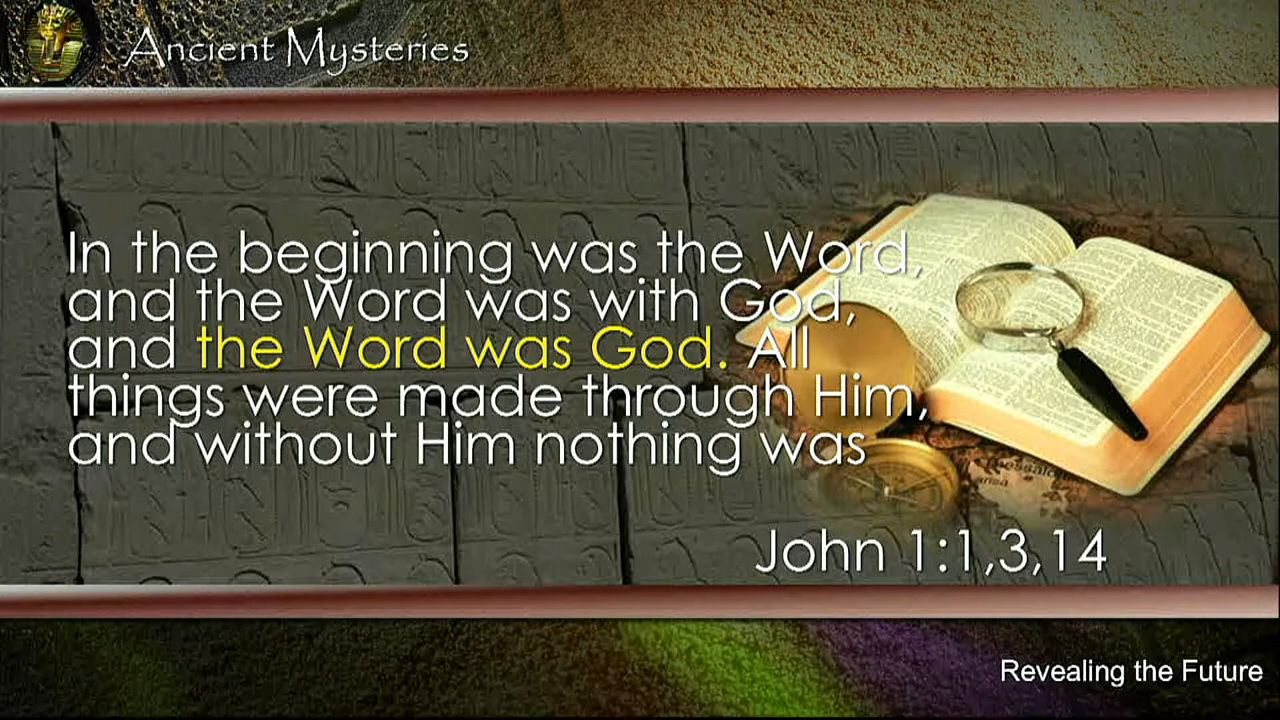 Ancient Mysteries
In the beginning was the Word,
and the Word was with God,
and the Word was God. All
things were made through Him,
and without Him nothing was
John 1:1,3,14
Revealing the Future